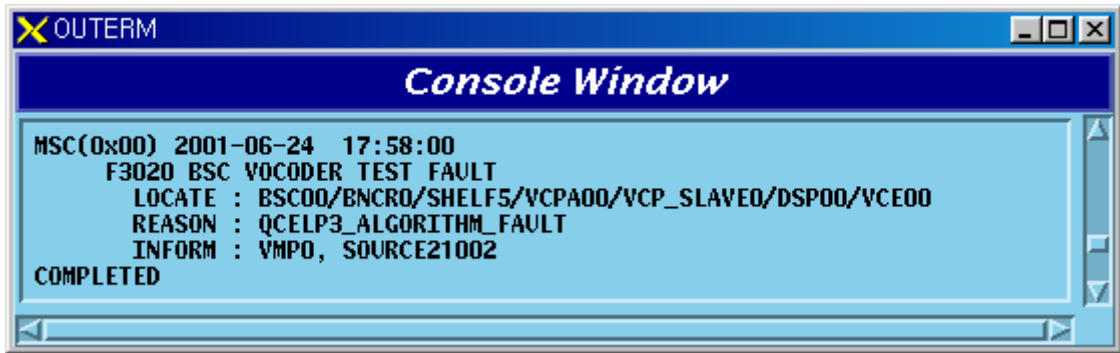 OUTERM
Console Window
MSC(0x00) 2001-06-24 17:58:00
F3020 BSC VOCODER TEST FAULT
LOCATE : BSC00/BNCR0/SHELF5/VCPA00/VCP_SLAVE0/DSP00/VCE00
REASON : QCELP3_ALGORITHM_FAULT
INFORM : VMP0, SOURCE21002
COMPLETED